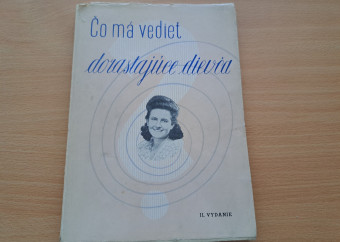 Čo má vedieť
dorastajúce dievča
II. VYDANIE